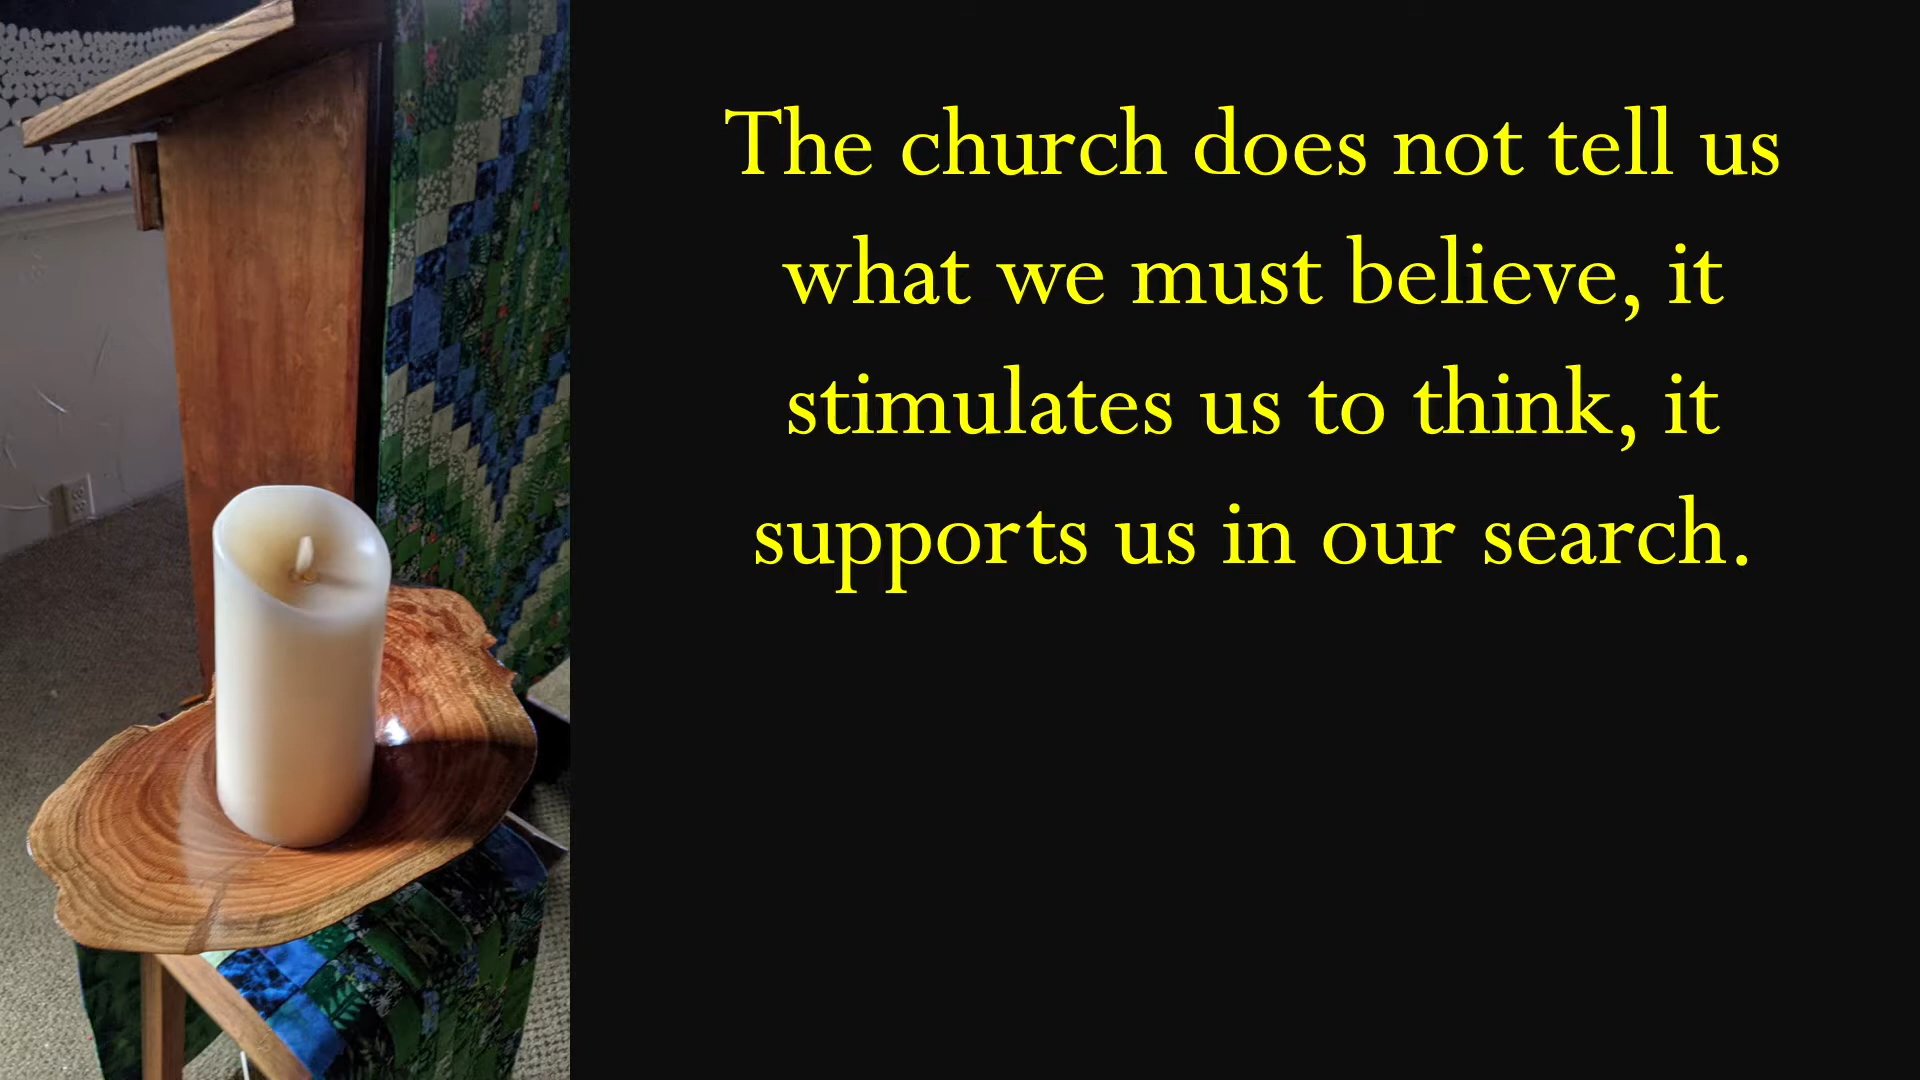 The church does not tell us
what we must believe, it
stimulates us to think, it
supports us in our search.